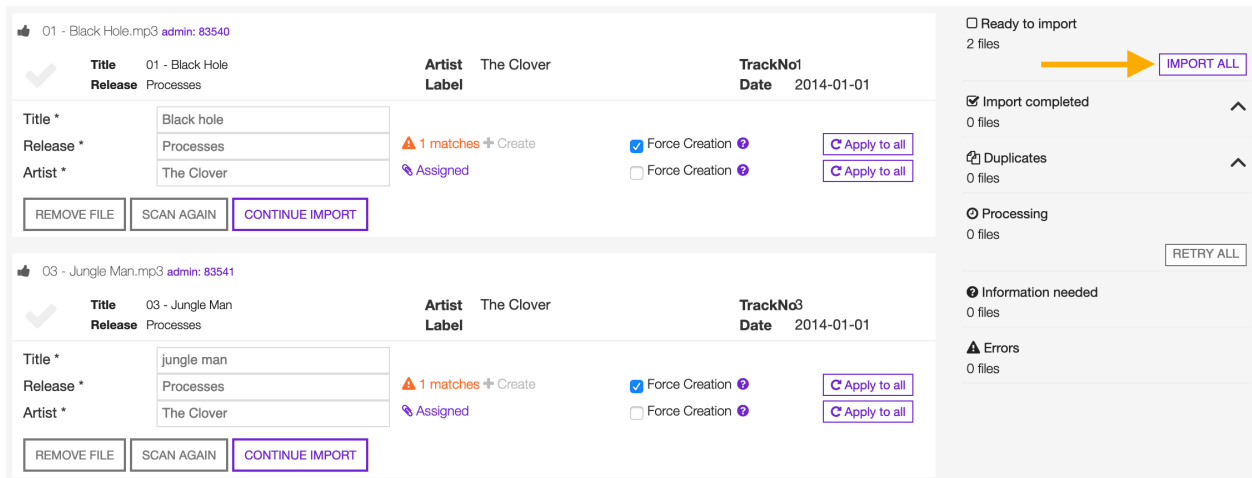 01 - Black Hole.mp3 admin: 83540
Title 01 - Black Hole Artist The Clover TrackNo1
Release Processes Label Date 2014-01-01
Title * Black hole
Release * Processes 1 matches Create Force Creation ? Apply to all
Artist * The Clover Assigned Force Creation ? Apply to all
REMOVE FILE SCAN AGAIN CONTINUE IMPORT
03 - Jungle Man.mp3 admin: 83541
Title 03 - Jungle Man Artist The Clover TrackNo3
Release Processes Label Date 2014-01-01
Title * jungle man
Release * Processes 1 matches Create Force Creation ? Apply to all
Artist * The Clover Assigned Force Creation ? Apply to all
REMOVE FILE SCAN AGAIN CONTINUE IMPORT
Ready to import
2 files
IMPORT ALL
Import completed
0 files
Duplicates
0 files
Processing
0 files
RETRY ALL
Information needed
0 files
Errors
0 files